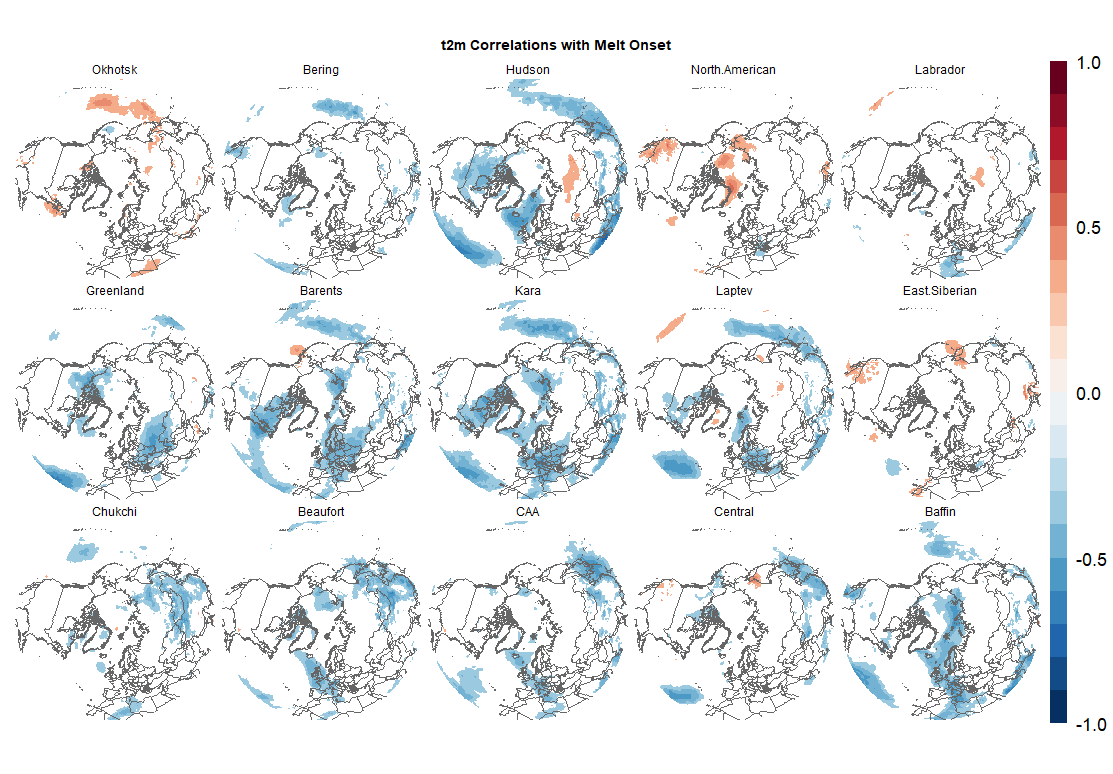 t2m Correlations with Melt Onset
Okhotsk Bering Hudson North.American Labrador
Greenland Barents Kara Laptev East.Siberian
Chukchi Beaufort CAA Central Baffin
1.0
0.5
0.0
-0.5
-1.0